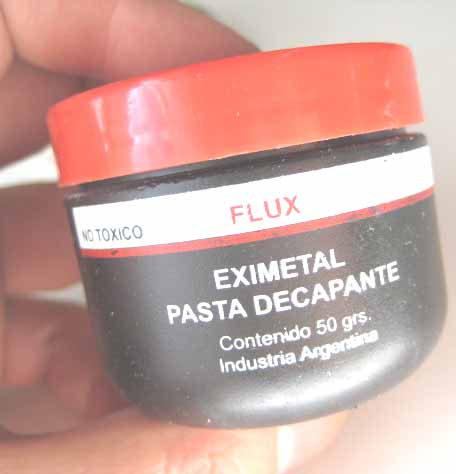 FLUX
NO TOXICO
EXIMETAL
PASTA DECAPANTE
Contenido 50 grs.
Industria Argentina